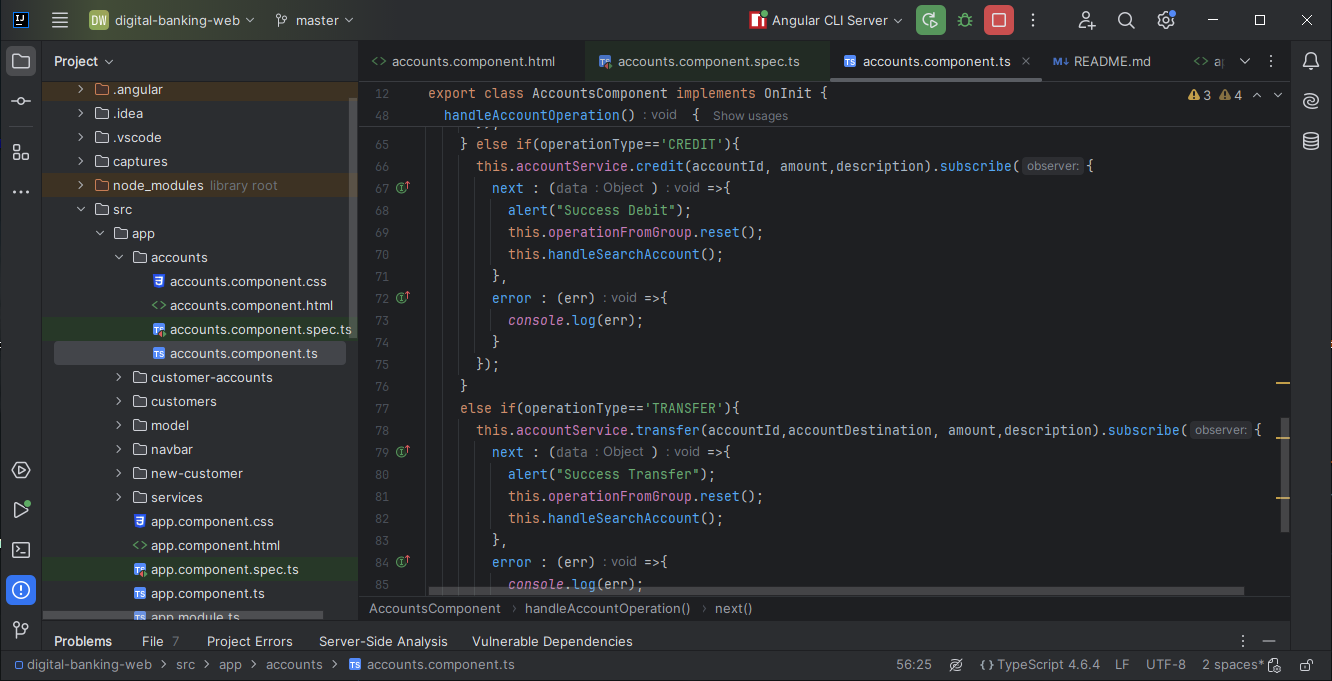 DW digital-banking-web master Angular CLI Server
Project
accounts.component.html accounts.component.spec.ts accounts.component.ts README.md
.angular
.idea
.vscode
captures
node_modules library root
src
app
accounts
accounts.component.css
accounts.component.html
accounts.component.spec.ts
accounts.component.ts
customer-accounts
customers
model
navbar
new-customer
services
app.component.css
app.component.html
app.component.spec.ts
app.component.ts
app.module.ts
12 export class AccountsComponent implements OnInit {
3 4
48 handleAccountOperation() : void { Show usages
65 } else if(operationType=='CREDIT'){
66 this.accountService.credit(accountId, amount,description).subscribe( observer: {
67 next : (data : Object ) : void =>{
68 alert("Success Debit");
69 this.operationFromGroup.reset();
70 this.handleSearchAccount();
71 },
72 error : (err) : void =>{
73 console.log(err);
74 }
75 });
76 }
77 else if(operationType=='TRANSFER'){
78 this.accountService.transfer(accountId,accountDestination, amount,description).subscribe( observer: {
79 next : (data : Object ) : void =>{
80 alert("Success Transfer");
81 this.operationFromGroup.reset();
82 this.handleSearchAccount();
83 },
84 error : (err) : void =>{
85 console.log(err);
AccountsComponent › handleAccountOperation() › next()
Problems File 7 Project Errors Server-Side Analysis Vulnerable Dependencies
digital-banking-web > src > app > accounts > accounts.component.ts 56:25 {} TypeScript 4.6.4 LF UTF-8 2 spaces*